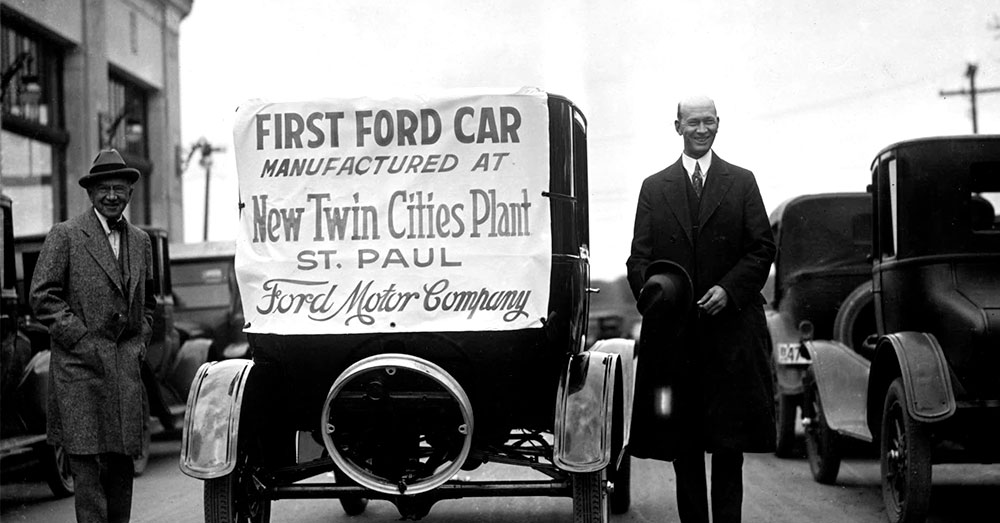 FIRST FORD CAR
MANUFACTURED AT
New Twin Cities Plant
ST. PAUL
Ford Motor Company